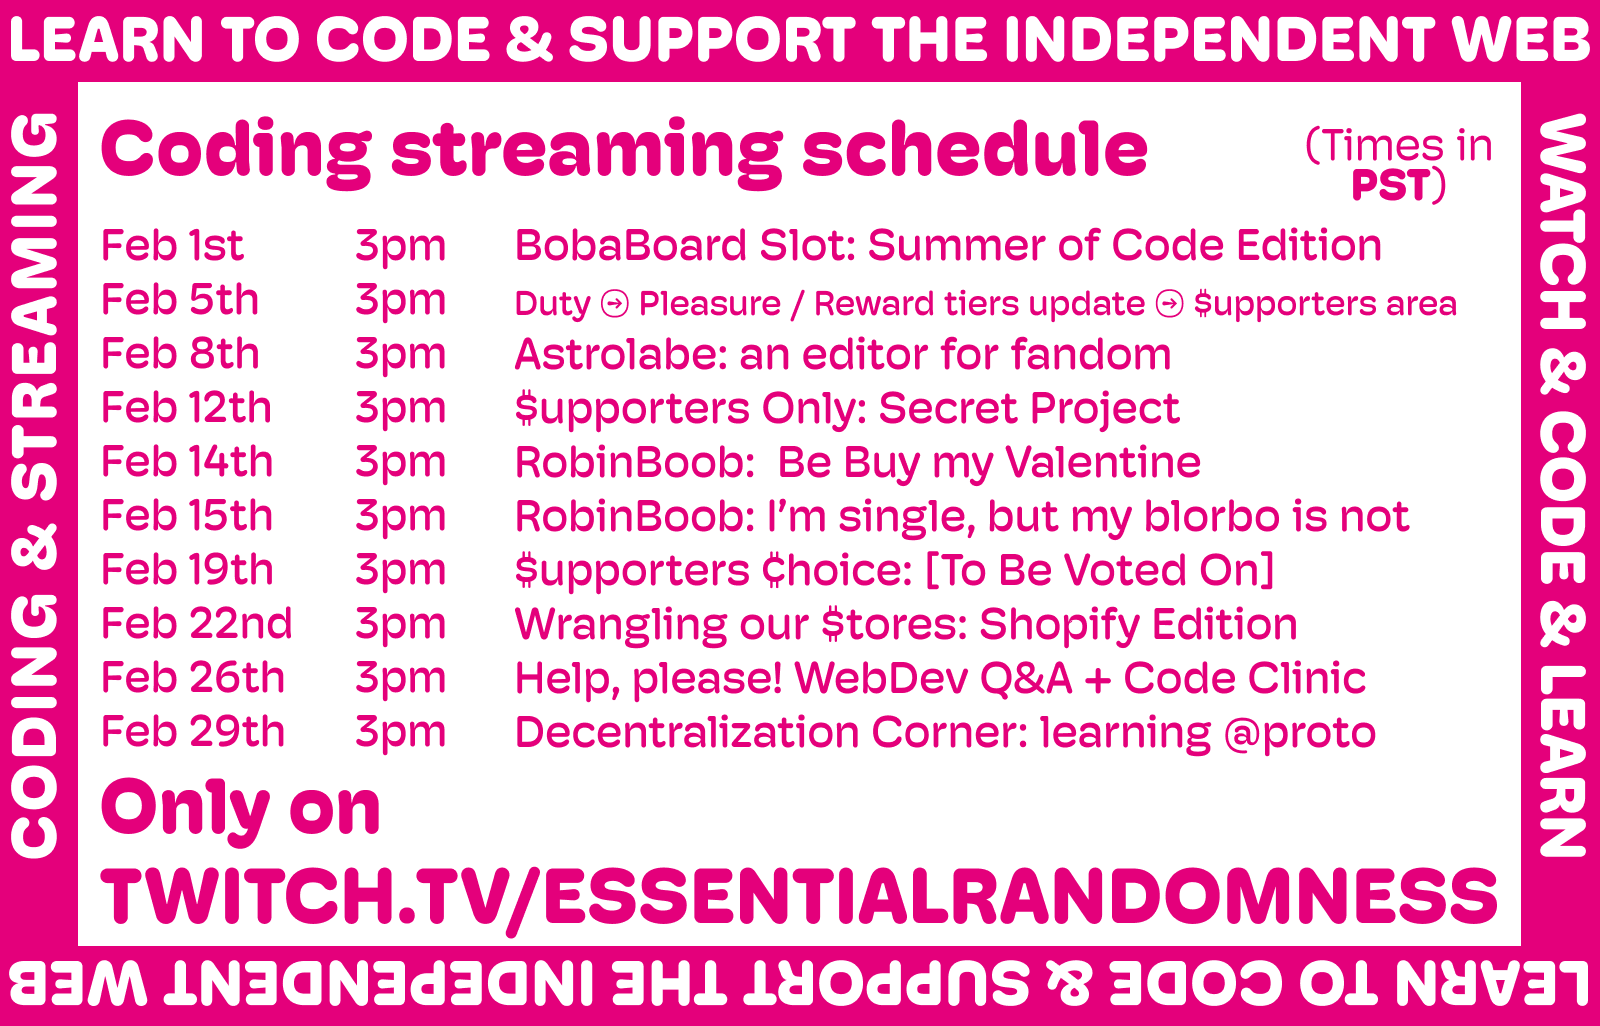 LEARN TO CODE & SUPPORT THE INDEPENDENT WEB
CODING & STREAMING
WATCH & CODE & LEARN
Coding streaming schedule
(Times in
PST)
Feb 1st 3pm BobaBoard Slot: Summer of Code Edition
Feb 5th 3pm Duty → Pleasure / Reward tiers update → $upporters area
Feb 8th 3pm Astrolabe: an editor for fandom
Feb 12th 3pm $upporters Only: Secret Project
Feb 14th 3pm RobinBoob: Be Buy my Valentine
Feb 15th 3pm RobinBoob: I’m single, but my blorbo is not
Feb 19th 3pm $upporters ₵hoice: [To Be Voted On]
Feb 22nd 3pm Wrangling our $tores: Shopify Edition
Feb 26th 3pm Help, please! WebDev Q&A + Code Clinic
Feb 29th 3pm Decentralization Corner: learning @proto
Only on
TWITCH.TV/ESSENTIALRANDOMNESS
LEARN TO CODE & SUPPORT THE INDEPENDENT WEB